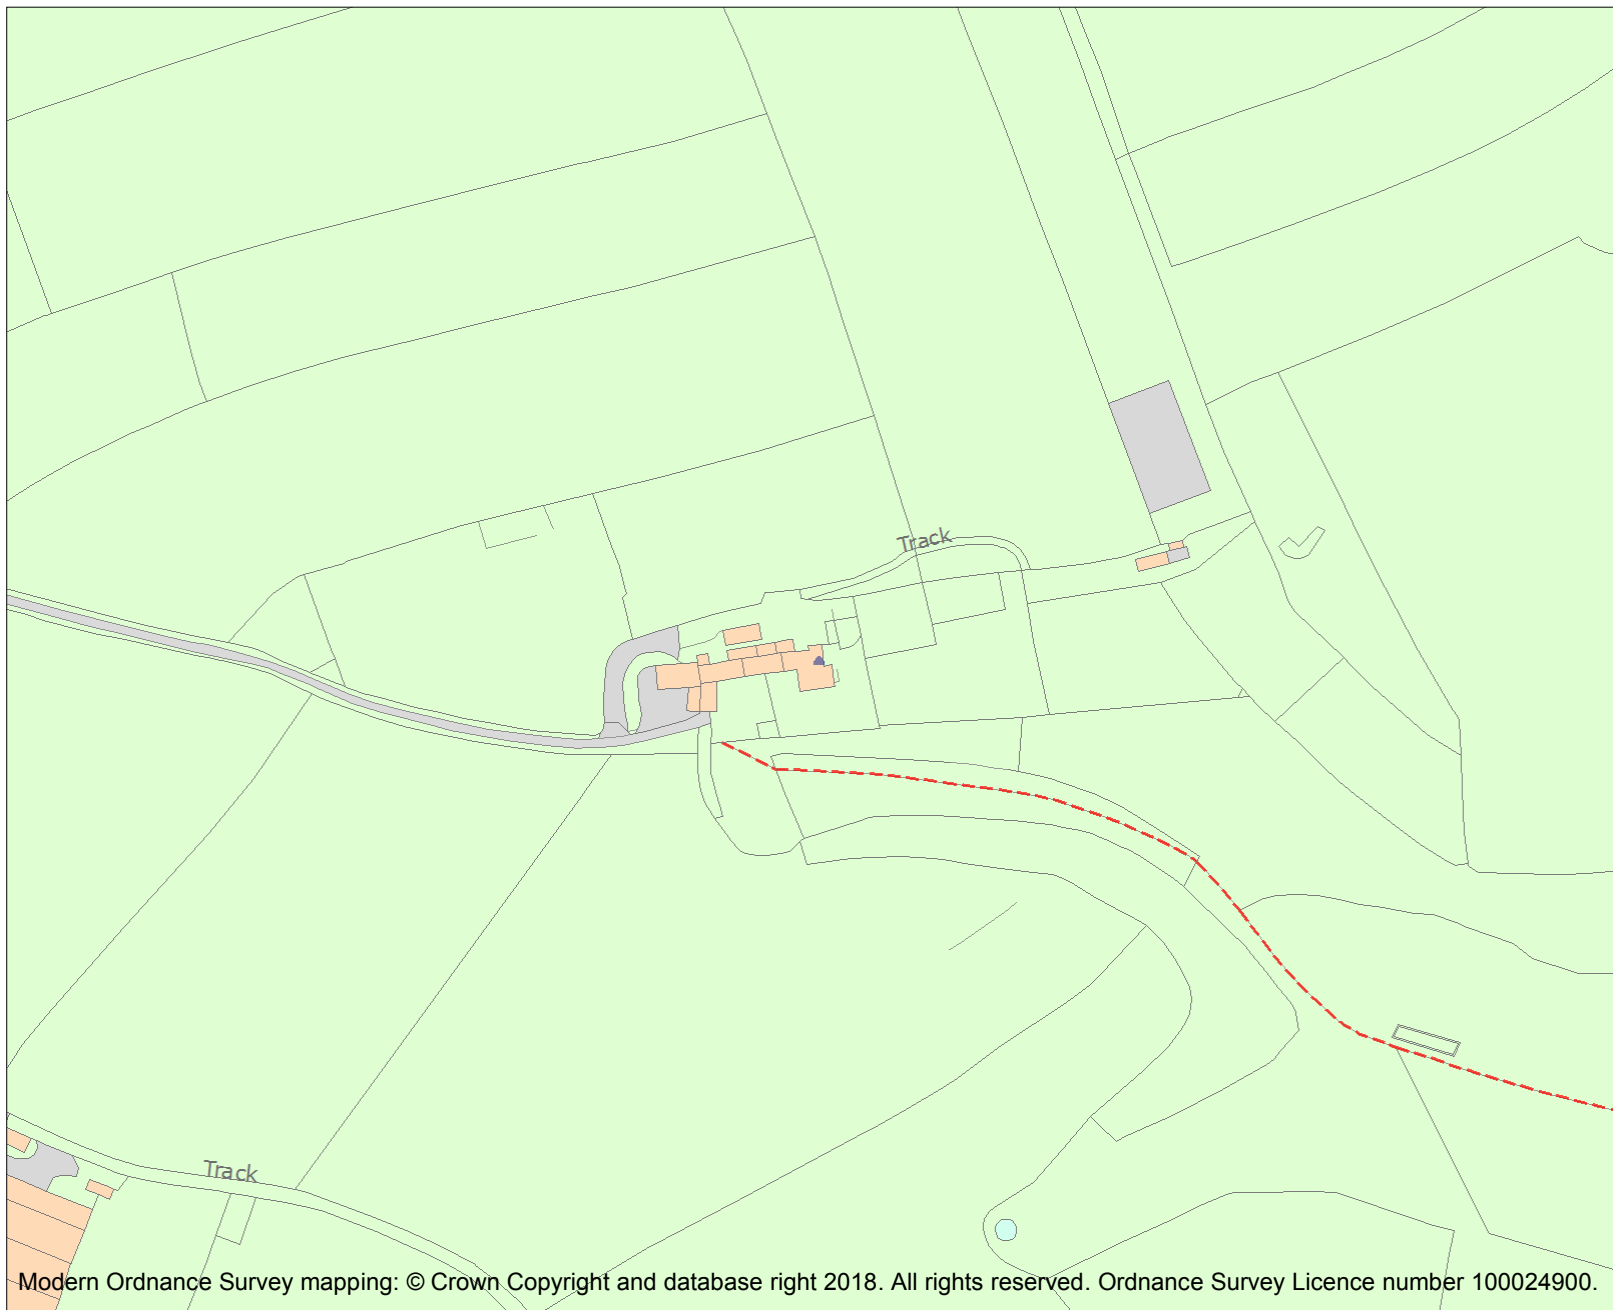 Track
Track
Modern Ordnance Survey mapping: © Crown Copyright and database right 2018. All rights reserved. Ordnance Survey Licence number 100024900.